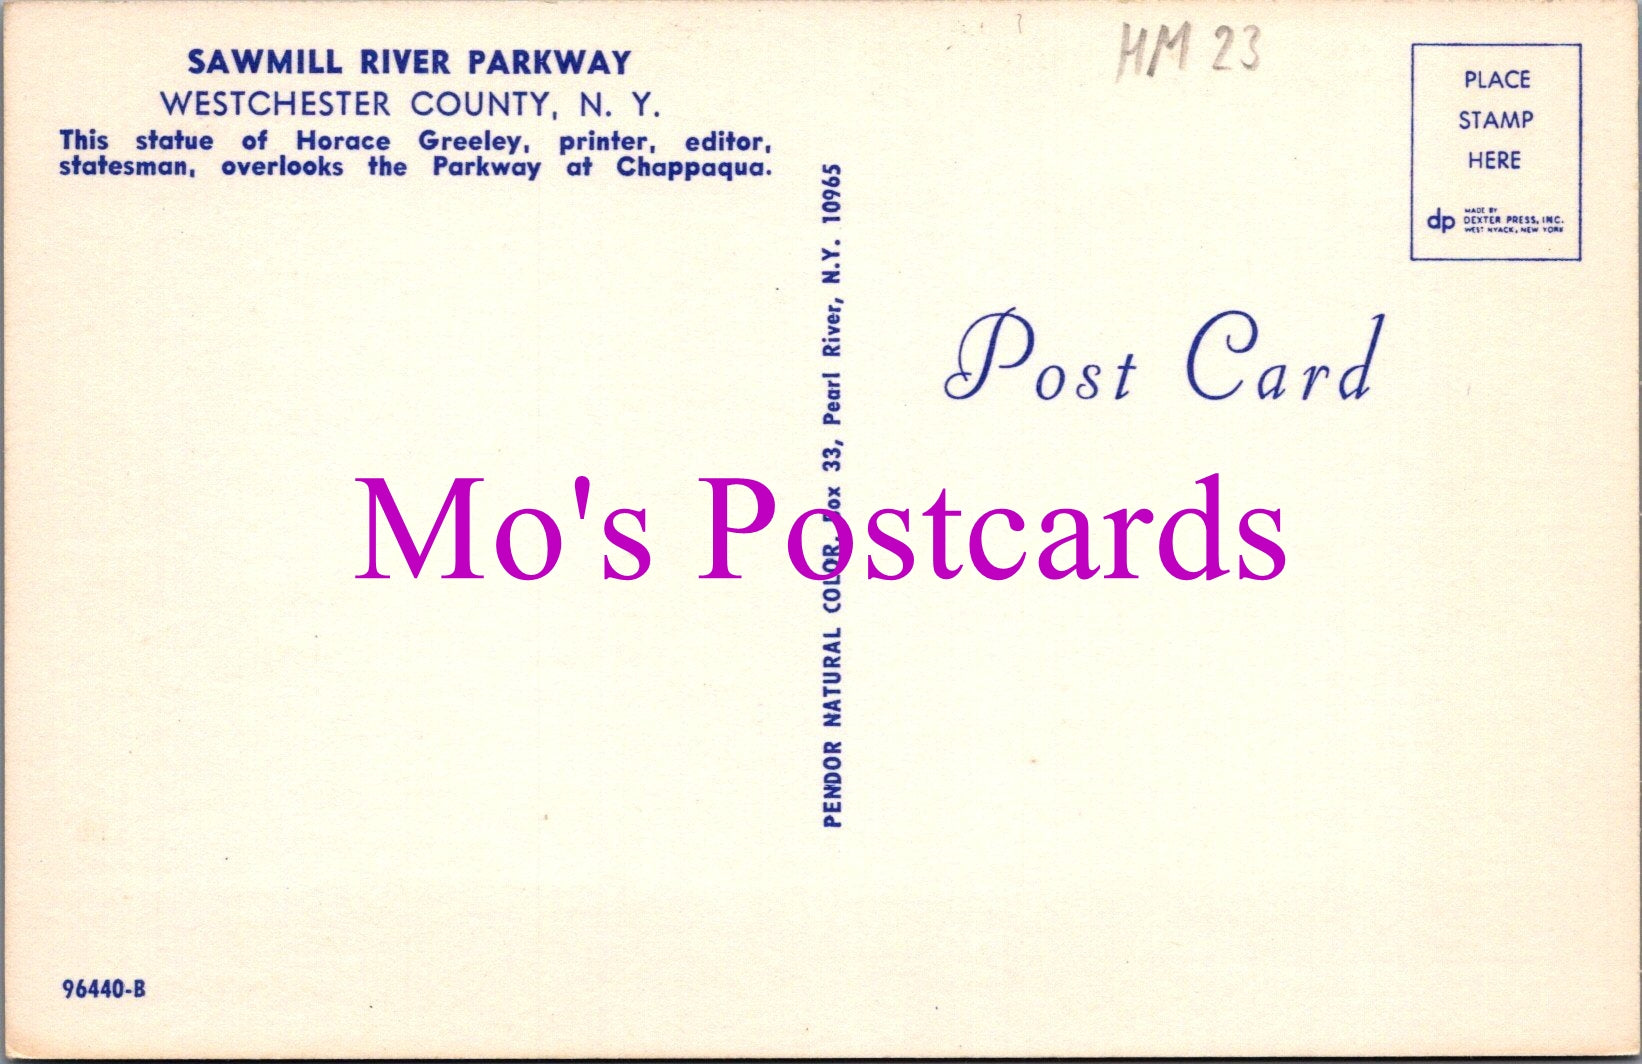 SAWMILL RIVER PARKWAY
WESTCHESTER COUNTY, N. Y.
This statue of Horace Greeley, printer, editor,
statesman, overlooks the Parkway at Chappaqua.
HM 23
PLACE
STAMP
HERE
dp
MADE BY
DEXTER PRESS, INC.
WEST NYACK, NEW YORK
PENDOR NATURAL COLOR, Box 33, Pearl River, N.Y. 10965
Post Card
Mo's Postcards
96440-B